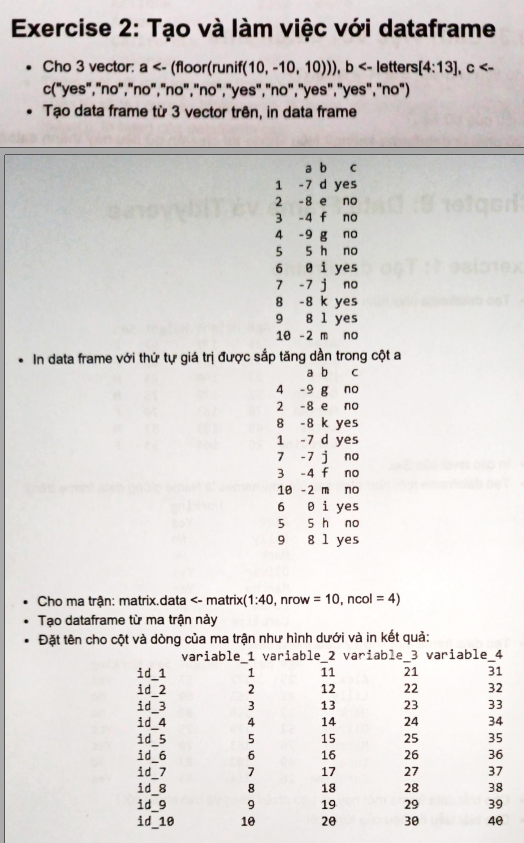 Exercise 2: Tạo và làm việc với dataframe
• Cho 3 vector: a <- (floor(runif(10, -10, 10))), b <- letters[4:13], c <-
c("yes","no","no","no","no","yes","no","yes","yes","no")
• Tạo data frame từ 3 vector trên, in data frame
a b c
1 -7 d yes
2 -8 e no
3 -4 f no
4 -9 g no
5 5 h no
6 0 i yes
7 -7 j no
8 -8 k yes
9 8 l yes
10 -2 m no
• In data frame với thứ tự giá trị được sắp tăng dần trong cột a
a b c
4 -9 g no
2 -8 e no
8 -8 k yes
1 -7 d yes
7 -7 j no
3 -4 f no
10 -2 m no
6 0 i yes
5 5 h no
9 8 l yes
• Cho ma trận: matrix.data <- matrix(1:40, nrow = 10, ncol = 4)
• Tạo dataframe từ ma trận này
• Đặt tên cho cột và dòng của ma trận như hình dưới và in kết quả:
variable_1 variable_2 variable_3 variable_4
id_1 1 11 21 31
id_2 2 12 22 32
id_3 3 13 23 33
id_4 4 14 24 34
id_5 5 15 25 35
id_6 6 16 26 36
id_7 7 17 27 37
id_8 8 18 28 38
id_9 9 19 29 39
id_10 10 20 30 40